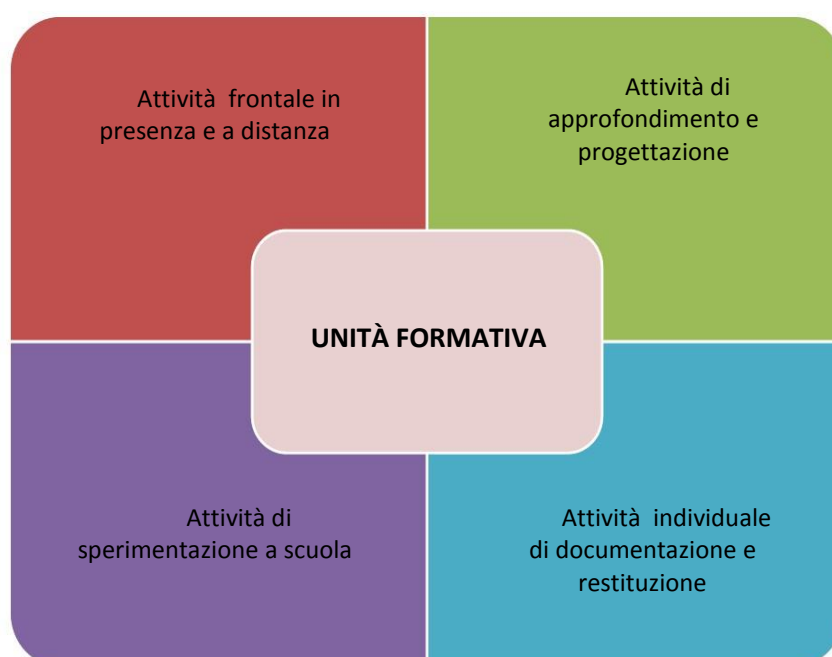 Attività frontale in
presenza e a distanza
Attività di
approfondimento e
progettazione
UNITÀ FORMATIVA
Attività di
sperimentazione a scuola
Attività individuale
di documentazione e
restituzione